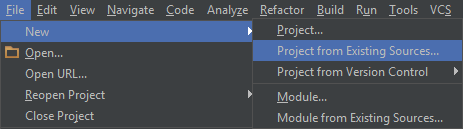 File Edit View Navigate Code Analyze Refactor Build Run Tools VCS
New
Open...
Open URL...
Reopen Project
Close Project
Project...
Project from Existing Sources...
Project from Version Control
Module...
Module from Existing Sources...